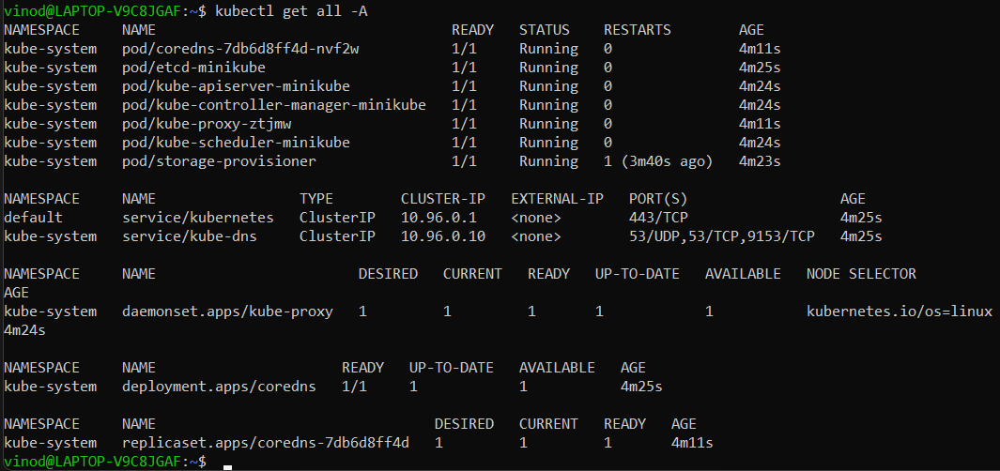 vinod@LAPTOP-V9C8JGAF:~$ kubectl get all -A
NAMESPACE     NAME                                   READY   STATUS    RESTARTS        AGE
kube-system   pod/coredns-7db6d8ff4d-nvf2w           1/1     Running   0               4m11s
kube-system   pod/etcd-minikube                      1/1     Running   0               4m25s
kube-system   pod/kube-apiserver-minikube            1/1     Running   0               4m24s
kube-system   pod/kube-controller-manager-minikube   1/1     Running   0               4m24s
kube-system   pod/kube-proxy-ztjmw                   1/1     Running   0               4m11s
kube-system   pod/kube-scheduler-minikube            1/1     Running   0               4m24s
kube-system   pod/storage-provisioner                1/1     Running   1 (3m40s ago)   4m23s

NAMESPACE     NAME                 TYPE        CLUSTER-IP   EXTERNAL-IP   PORT(S)                  AGE
default       service/kubernetes   ClusterIP   10.96.0.1    <none>        443/TCP                  4m25s
kube-system   service/kube-dns     ClusterIP   10.96.0.10   <none>        53/UDP,53/TCP,9153/TCP   4m25s

NAMESPACE     NAME                        DESIRED   CURRENT   READY   UP-TO-DATE   AVAILABLE   NODE SELECTOR
AGE
kube-system   daemonset.apps/kube-proxy   1         1         1       1            1           kubernetes.io/os=linux
4m24s

NAMESPACE     NAME                      READY   UP-TO-DATE   AVAILABLE   AGE
kube-system   deployment.apps/coredns   1/1     1            1           4m25s

NAMESPACE     NAME                                 DESIRED   CURRENT   READY   AGE
kube-system   replicaset.apps/coredns-7db6d8ff4d   1         1         1       4m11s
vinod@LAPTOP-V9C8JGAF:~$